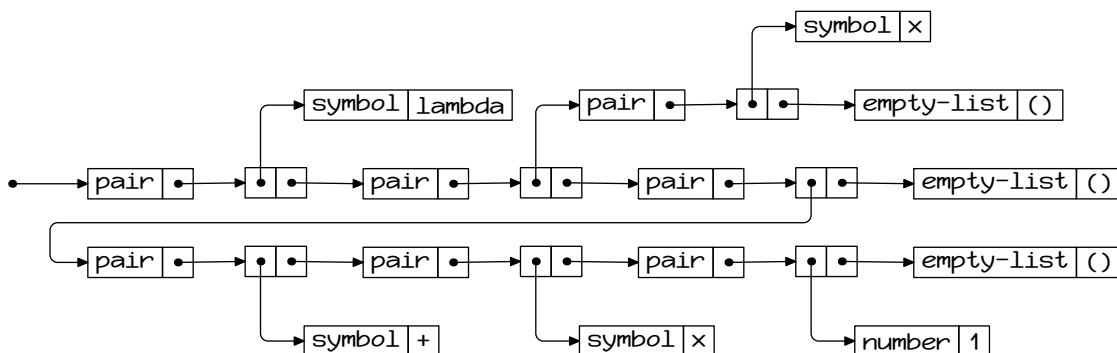 symbol x
symbol lambda pair empty-list ()
pair pair pair empty-list ()
pair pair pair empty-list ()
symbol + symbol x number 1